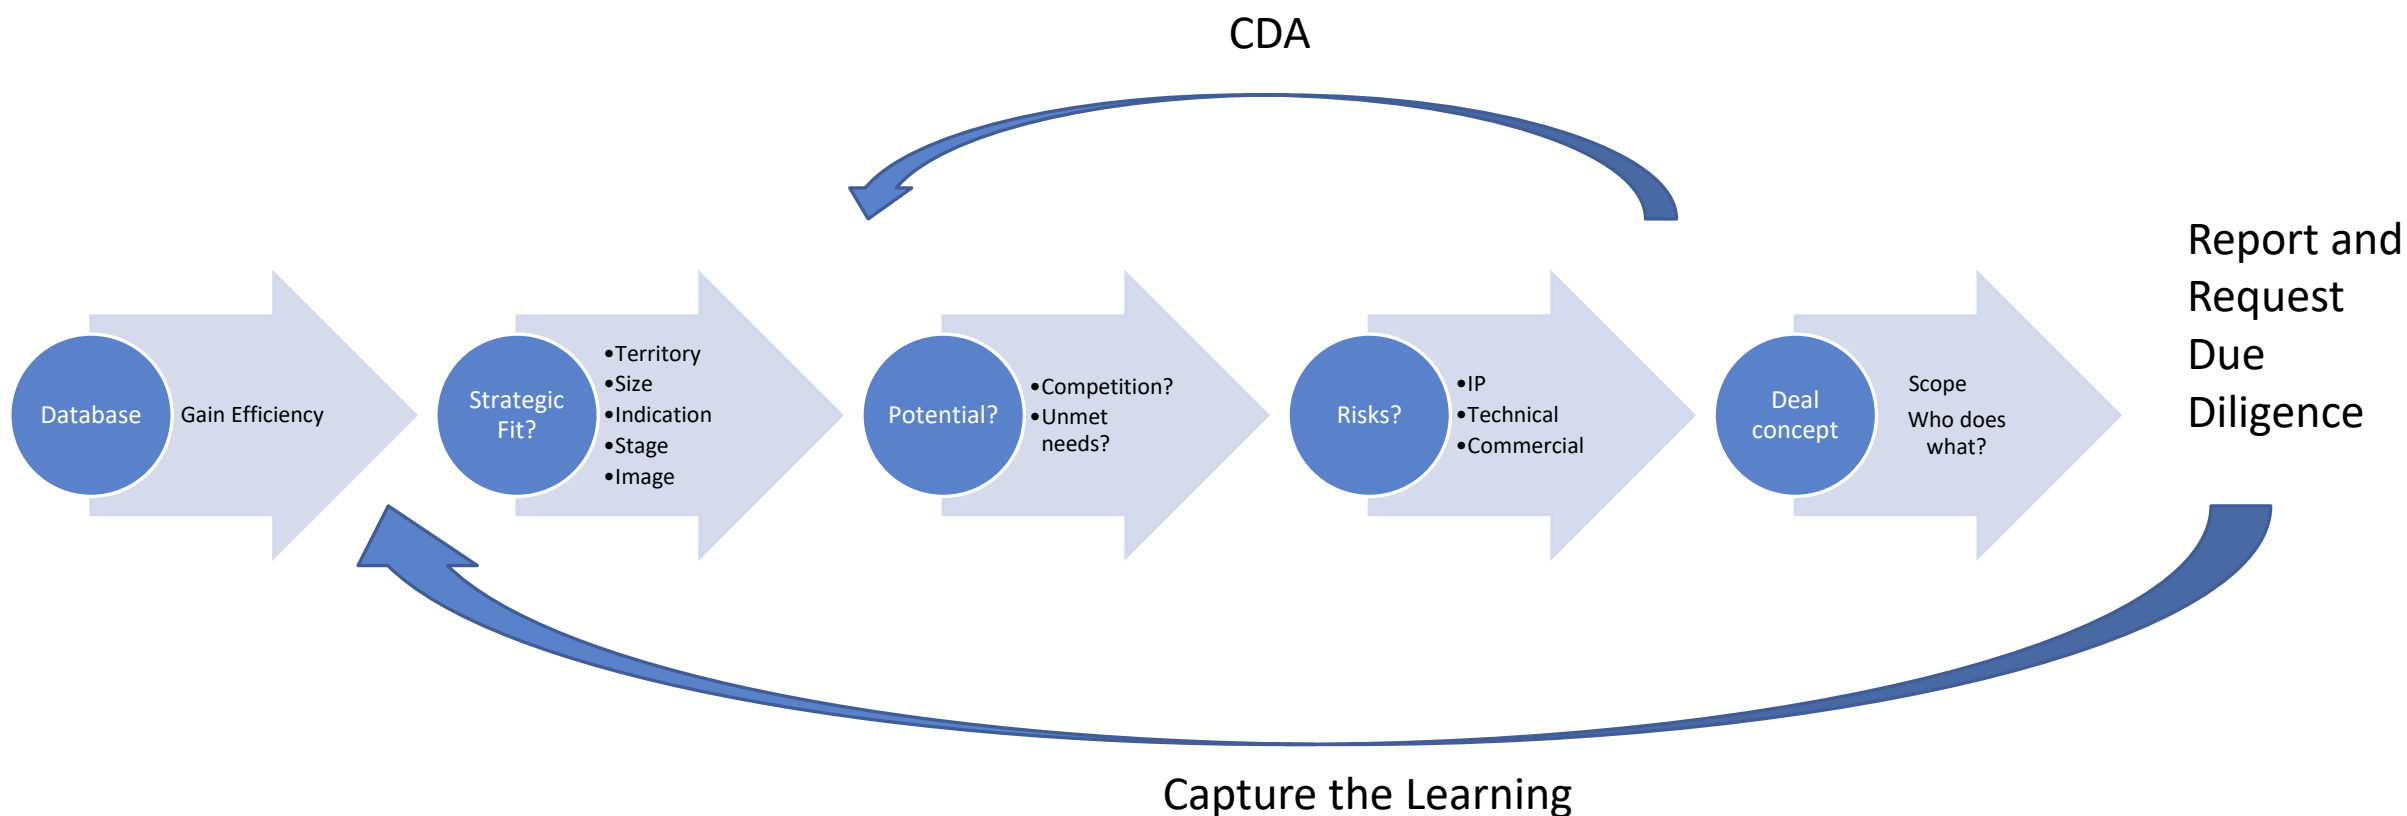 CDA
Database
Gain Efficiency
Strategic
Fit?
•Territory
•Size
•Indication
•Stage
•Image
Potential?
•Competition?
•Unmet
needs?
Risks?
•IP
•Technical
•Commercial
Deal
concept
Scope
Who does
what?
Report and
Request
Due
Diligence
Capture the Learning